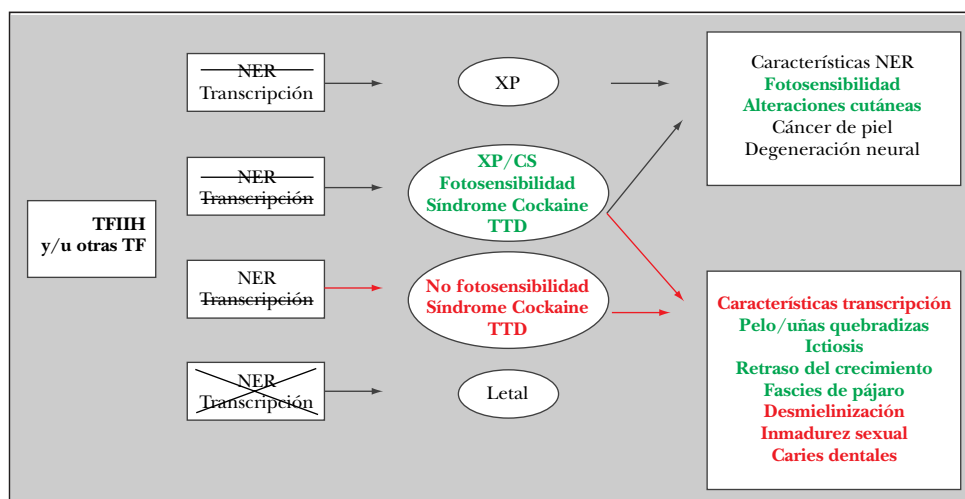 TFIIH
y/u otras TF
NER
Transcripción
XP
Características NER
Fotosensibilidad
Alteraciones cutáneas
Cáncer de piel
Degeneración neural
NER
Transcripción
XP/CS
Fotosensibilidad
Síndrome Cockaine
TTD
NER
Transcripción
No fotosensibilidad
Síndrome Cockaine
TTD
Características transcripción
Pelo/uñas quebradizas
Ictiosis
Retraso del crecimiento
Fascies de pájaro
Desmielinización
Inmadurez sexual
Caries dentales
NER
Transcripción
Letal